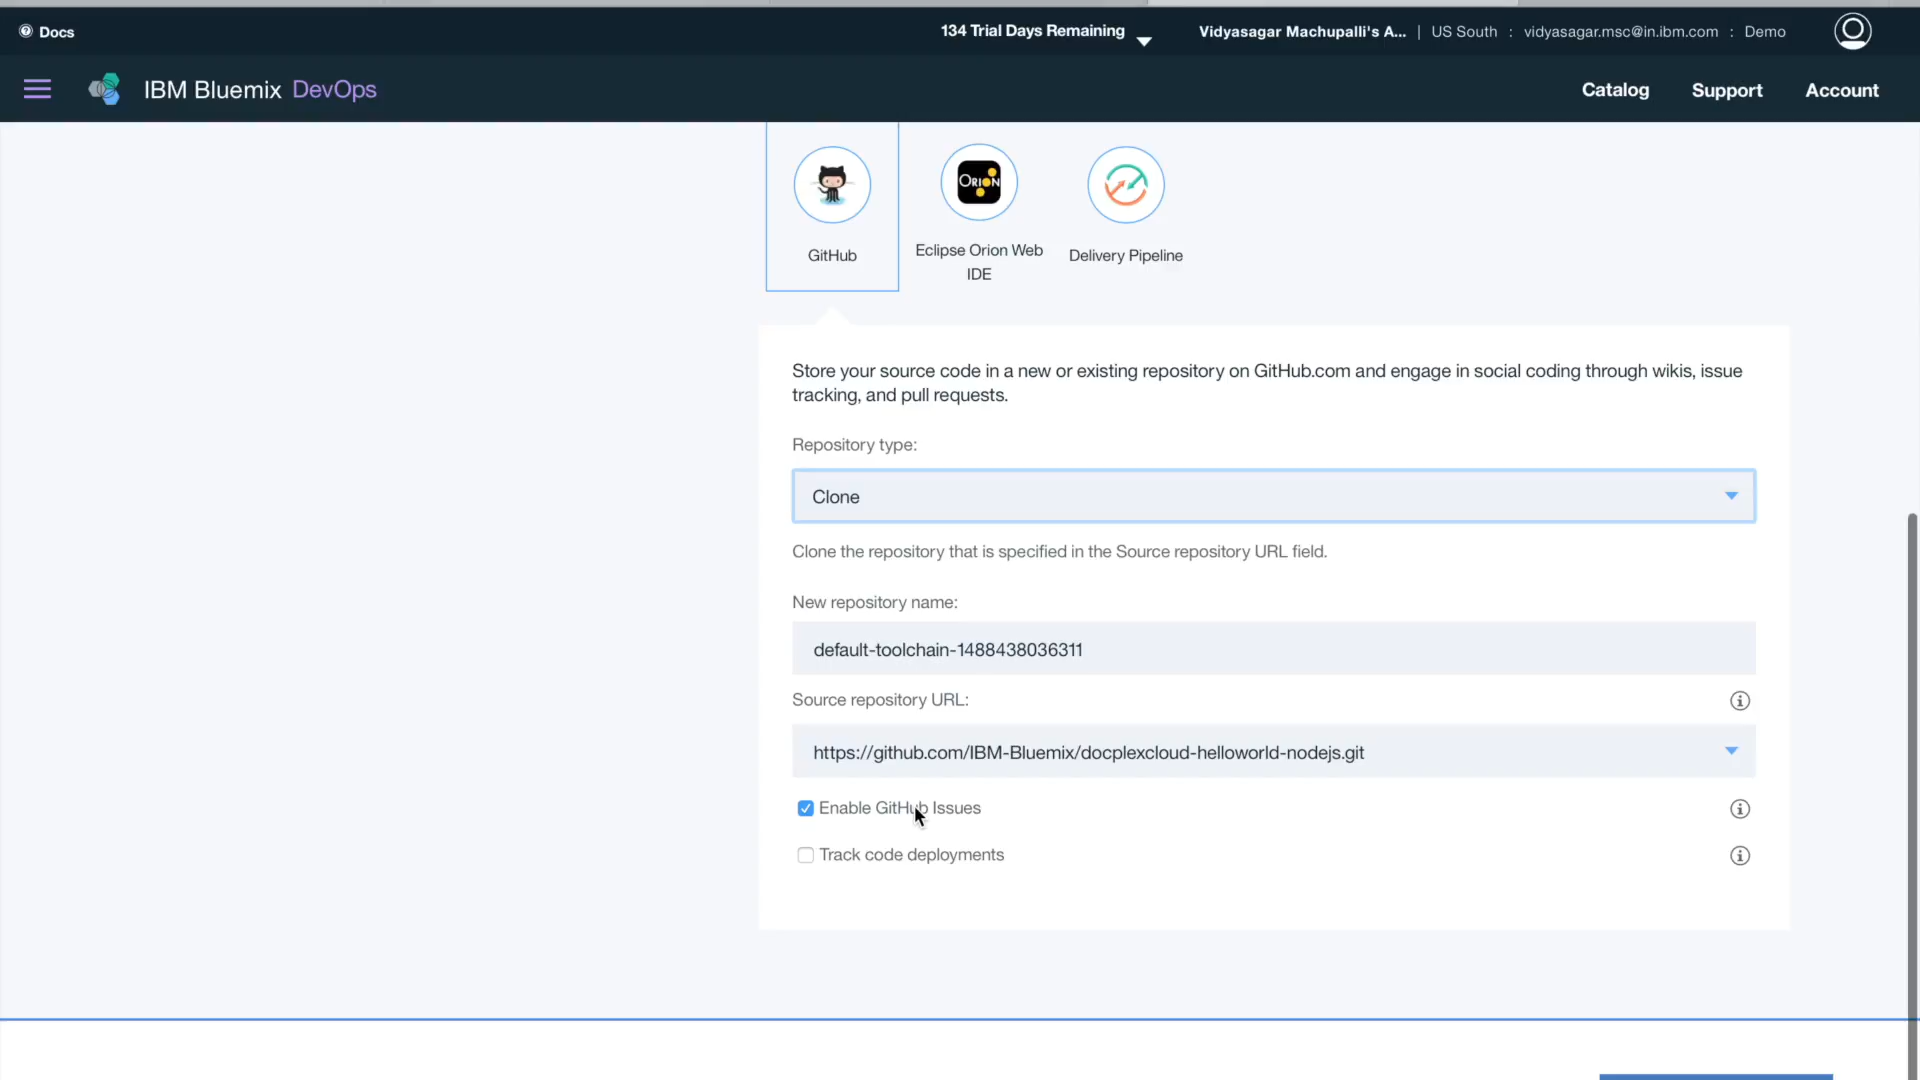 Docs
134 Trial Days Remaining
Vidyasagar Machupalli's A... | US South : vidyasagar.msc@in.ibm.com : Demo
IBM Bluemix DevOps
Catalog
Support
Account
ORION
GitHub
Eclipse Orion Web
IDE
Delivery Pipeline
Store your source code in a new or existing repository on GitHub.com and engage in social coding through wikis, issue
tracking, and pull requests.
Repository type:
Clone
Clone the repository that is specified in the Source repository URL field.
New repository name:
default-toolchain-1488438036311
Source repository URL:
https://github.com/IBM-Bluemix/docplexcloud-helloworld-nodejs.git
Enable GitHub Issues
Track code deployments